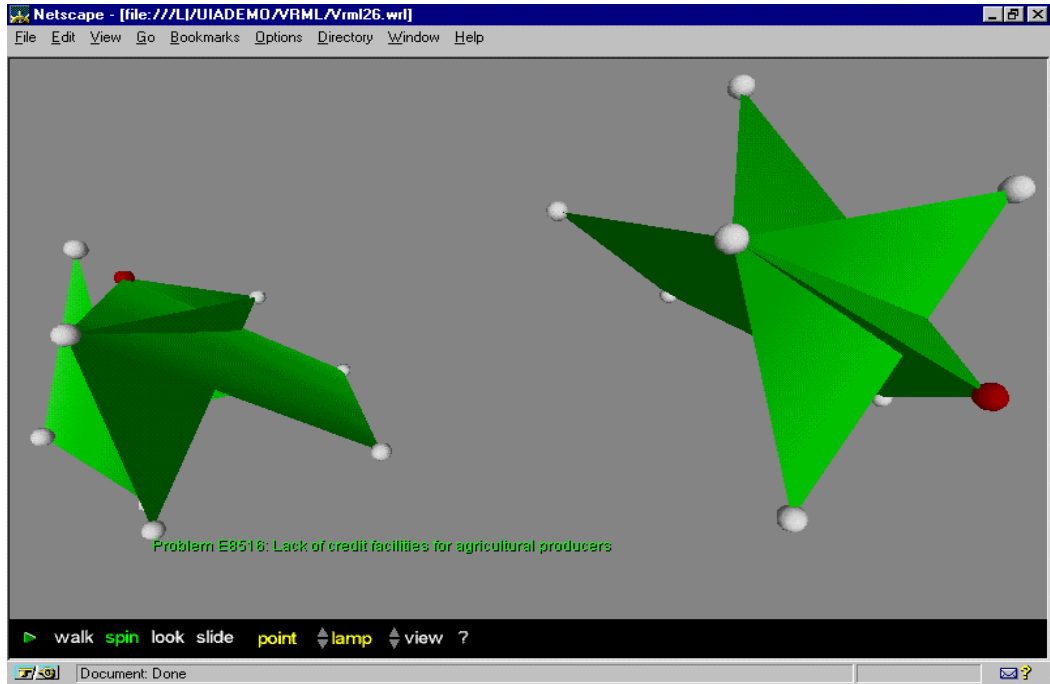 Netscape - [file:///L|/UIADEMO/VRML/Vrml26.wrl]
File Edit View Go Bookmarks Options Directory Window Help
Problem E8516: Lack of credit facilities for agricultural producers
walk spin look slide point lamp view ?
Document: Done